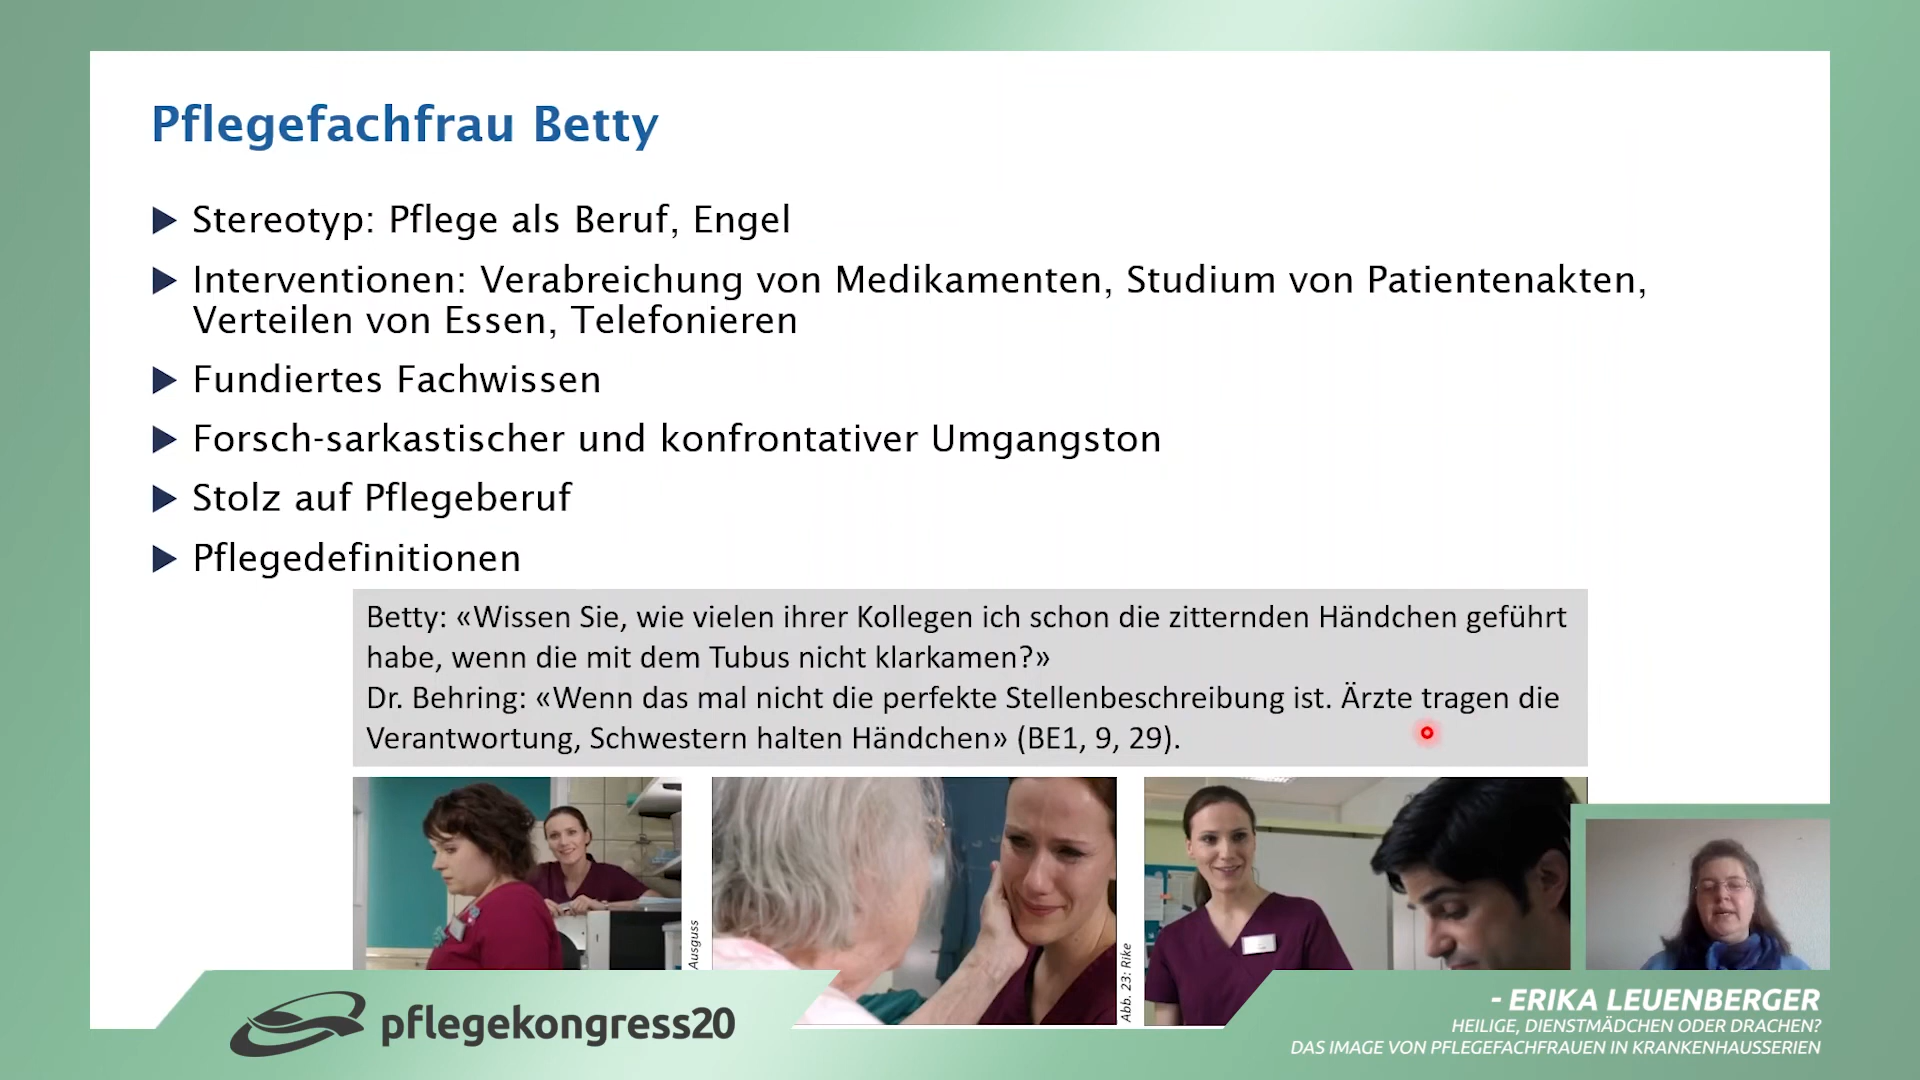 Pflegefachfrau Betty
Stereotyp: Pflege als Beruf, Engel
Interventionen: Verabreichung von Medikamenten, Studium von Patientenakten,
Verteilen von Essen, Telefonieren
Fundiertes Fachwissen
Forsch-sarkastischer und konfrontativer Umgangston
Stolz auf Pflegeberuf
Pflegedefinitionen
Betty: «Wissen Sie, wie vielen ihrer Kollegen ich schon die zitternden Händchen geführt
habe, wenn die mit dem Tubus nicht klarkamen?»
Dr. Behring: «Wenn das mal nicht die perfekte Stellenbeschreibung ist. Ärzte tragen die
Verantwortung, Schwestern halten Händchen» (BE1, 9, 29).
Ausguss
Abb. 23: Rike
pflegekongress20
- ERIKA LEUENBERGER
HEILIGE, DIENSTMÄDCHEN ODER DRACHEN?
DAS IMAGE VON PFLEGEFACHFRAUEN IN KRANKENHAUSSERIEN